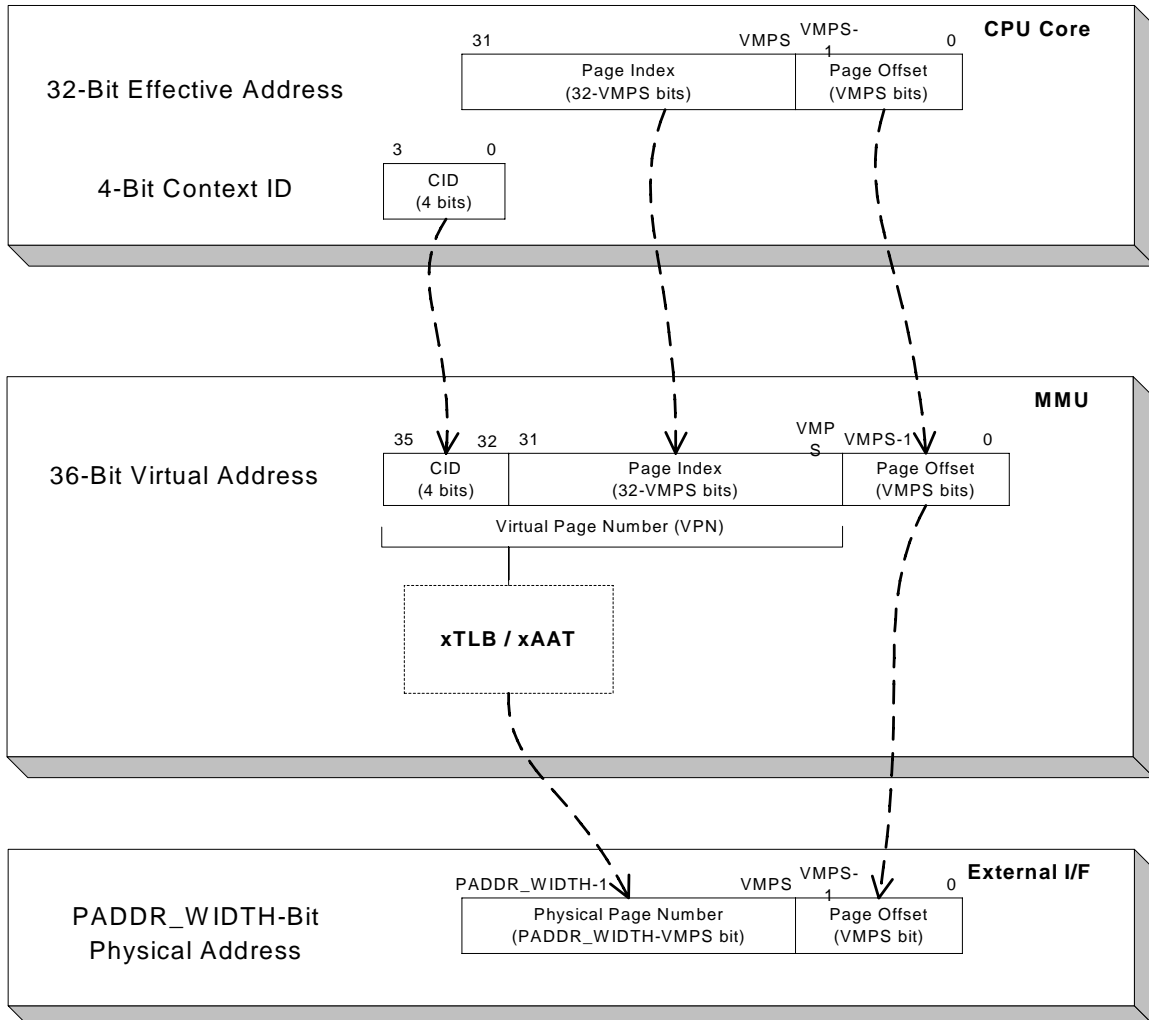 CPU Core
31 VMPS VMPS-1 0
32-Bit Effective Address
Page Index
(32-VMPS bits)
Page Offset
(VMPS bits)
3 0
4-Bit Context ID
CID
(4 bits)
MMU
35 32 31 VMPS VMPS-1 0
36-Bit Virtual Address
CID
(4 bits)
Page Index
(32-VMPS bits)
Page Offset
(VMPS bits)
Virtual Page Number (VPN)
xTLB / xAAT
External I/F
PADDR_WIDTH-1 VMPS VMPS-1 0
PADDR_WIDTH-Bit
Physical Address
Physical Page Number
(PADDR_WIDTH-VMPS bit)
Page Offset
(VMPS bit)